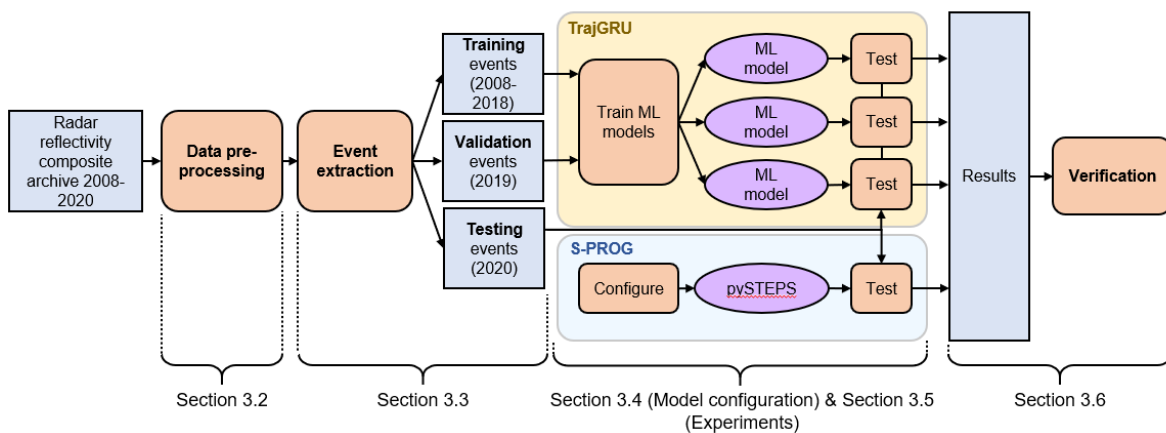 Radar
reflectivity
composite
archive 2008-
2020
Data pre-
processing
Event
extraction
Training
events
(2008-
2018)
Validation
events
(2019)
Testing
events
(2020)
TrajGRU
Train ML
models
ML
model
Test
ML
model
Test
ML
model
Test
S-PROG
Configure
pySTEPS
Test
Results
Verification
Section 3.2
Section 3.3
Section 3.4 (Model configuration) & Section 3.5
(Experiments)
Section 3.6